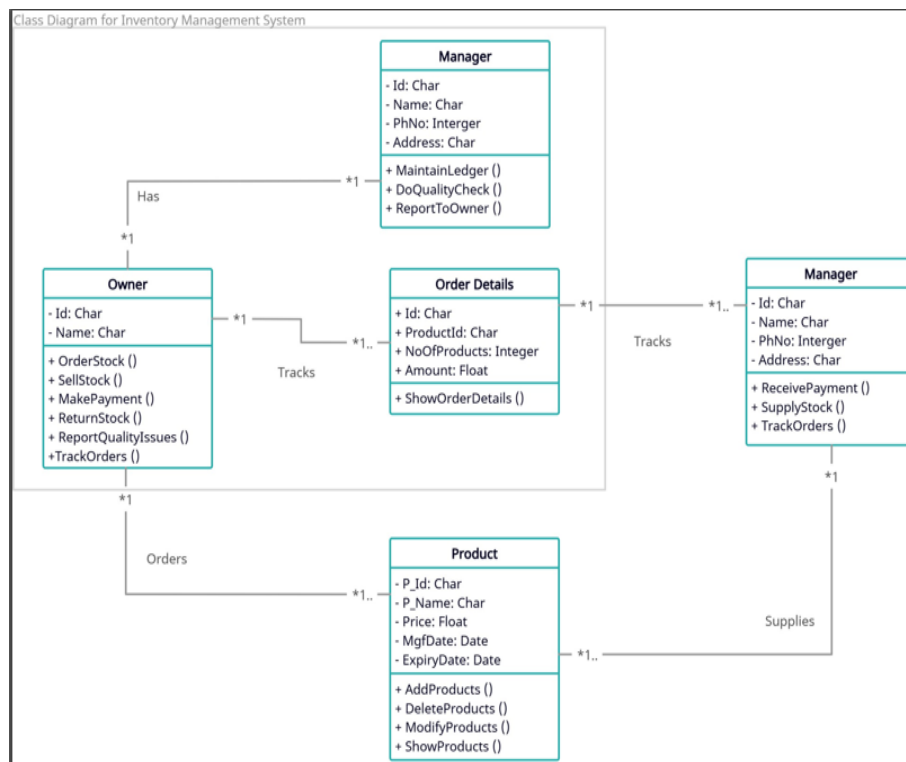 Class Diagram for Inventory Management System
Manager
- Id: Char
- Name: Char
- PhNo: Interger
- Address: Char
+ MaintainLedger ()
+ DoQualityCheck ()
+ ReportToOwner ()
*1
Has
*1
Owner
- Id: Char
- Name: Char
+ OrderStock ()
+ SellStock ()
+ MakePayment ()
+ ReturnStock ()
+ ReportQualityIssues ()
+TrackOrders ()
*1
*1..
Tracks
Order Details
+ Id: Char
+ ProductId: Char
+ NoOfProducts: Integer
+ Amount: Float
+ ShowOrderDetails ()
*1
*1..
Tracks
Manager
- Id: Char
- Name: Char
- PhNo: Interger
- Address: Char
+ ReceivePayment ()
+ SupplyStock ()
+ TrackOrders ()
*1
*1
Orders
*1..
Product
- P_Id: Char
- P_Name: Char
- Price: Float
- MgfDate: Date
- ExpiryDate: Date
+ AddProducts ()
+ DeleteProducts ()
+ ModifyProducts ()
+ ShowProducts ()
*1..
Supplies